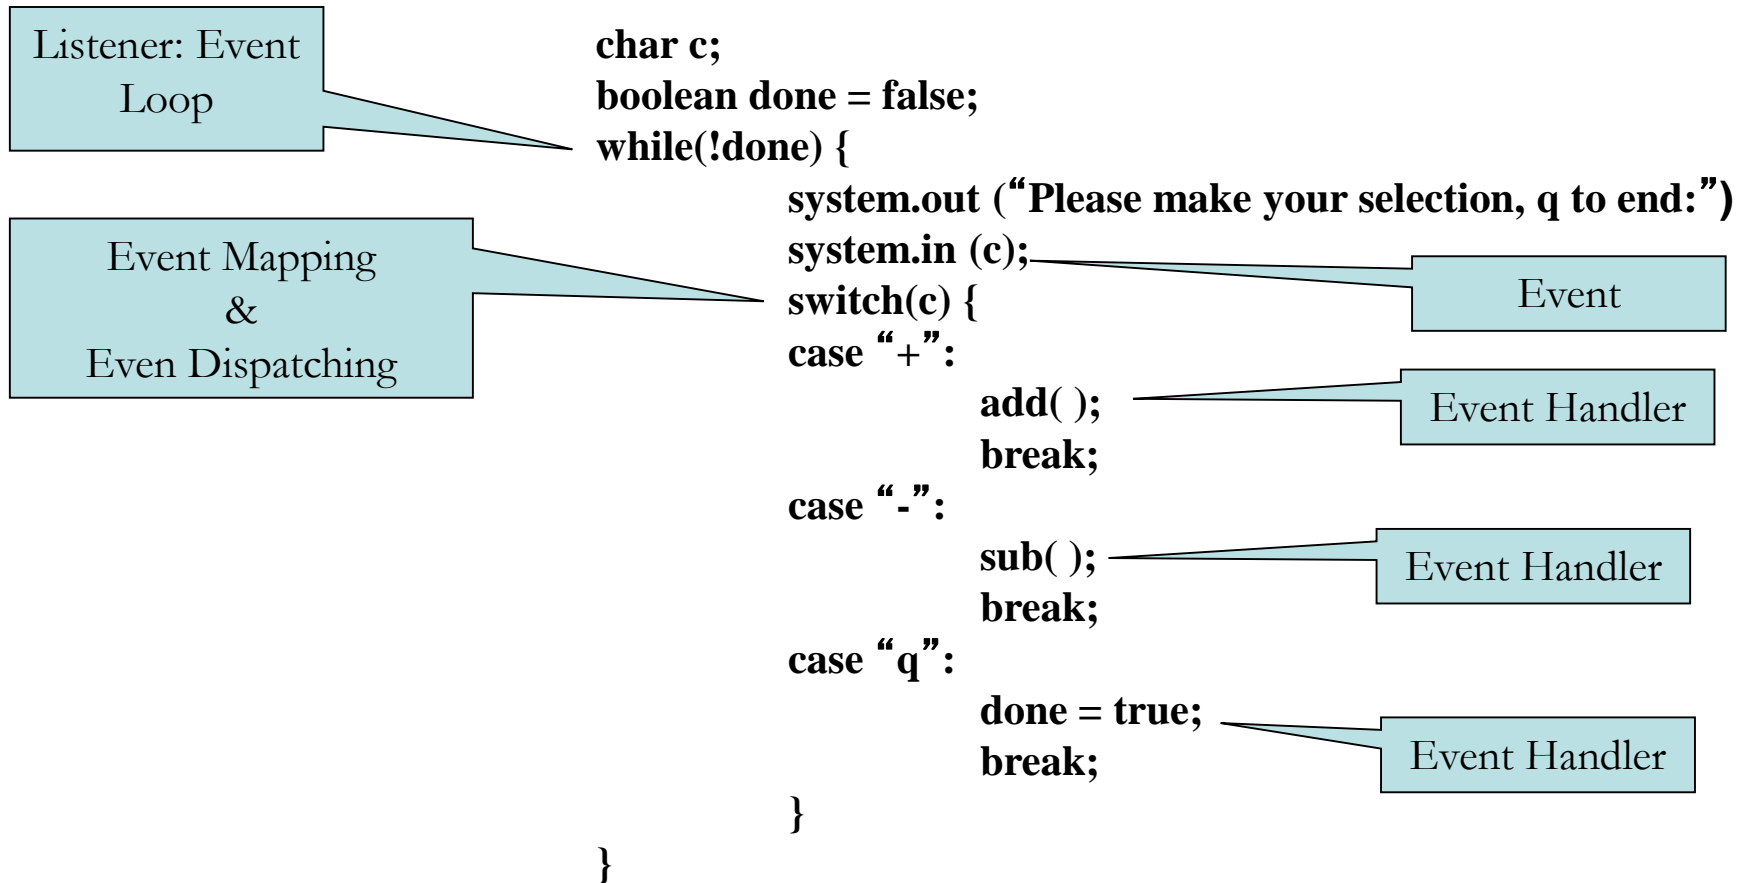 Listener: Event
Loop
char c;
boolean done = false;
while(!done) {
system.out (“Please make your selection, q to end:”)
Event Mapping
&
Even Dispatching
system.in (c);
Event
switch(c) {
case “+”:
add( );
Event Handler
break;
case “-”:
sub( );
Event Handler
break;
case “q”:
done = true;
Event Handler
break;
}
}